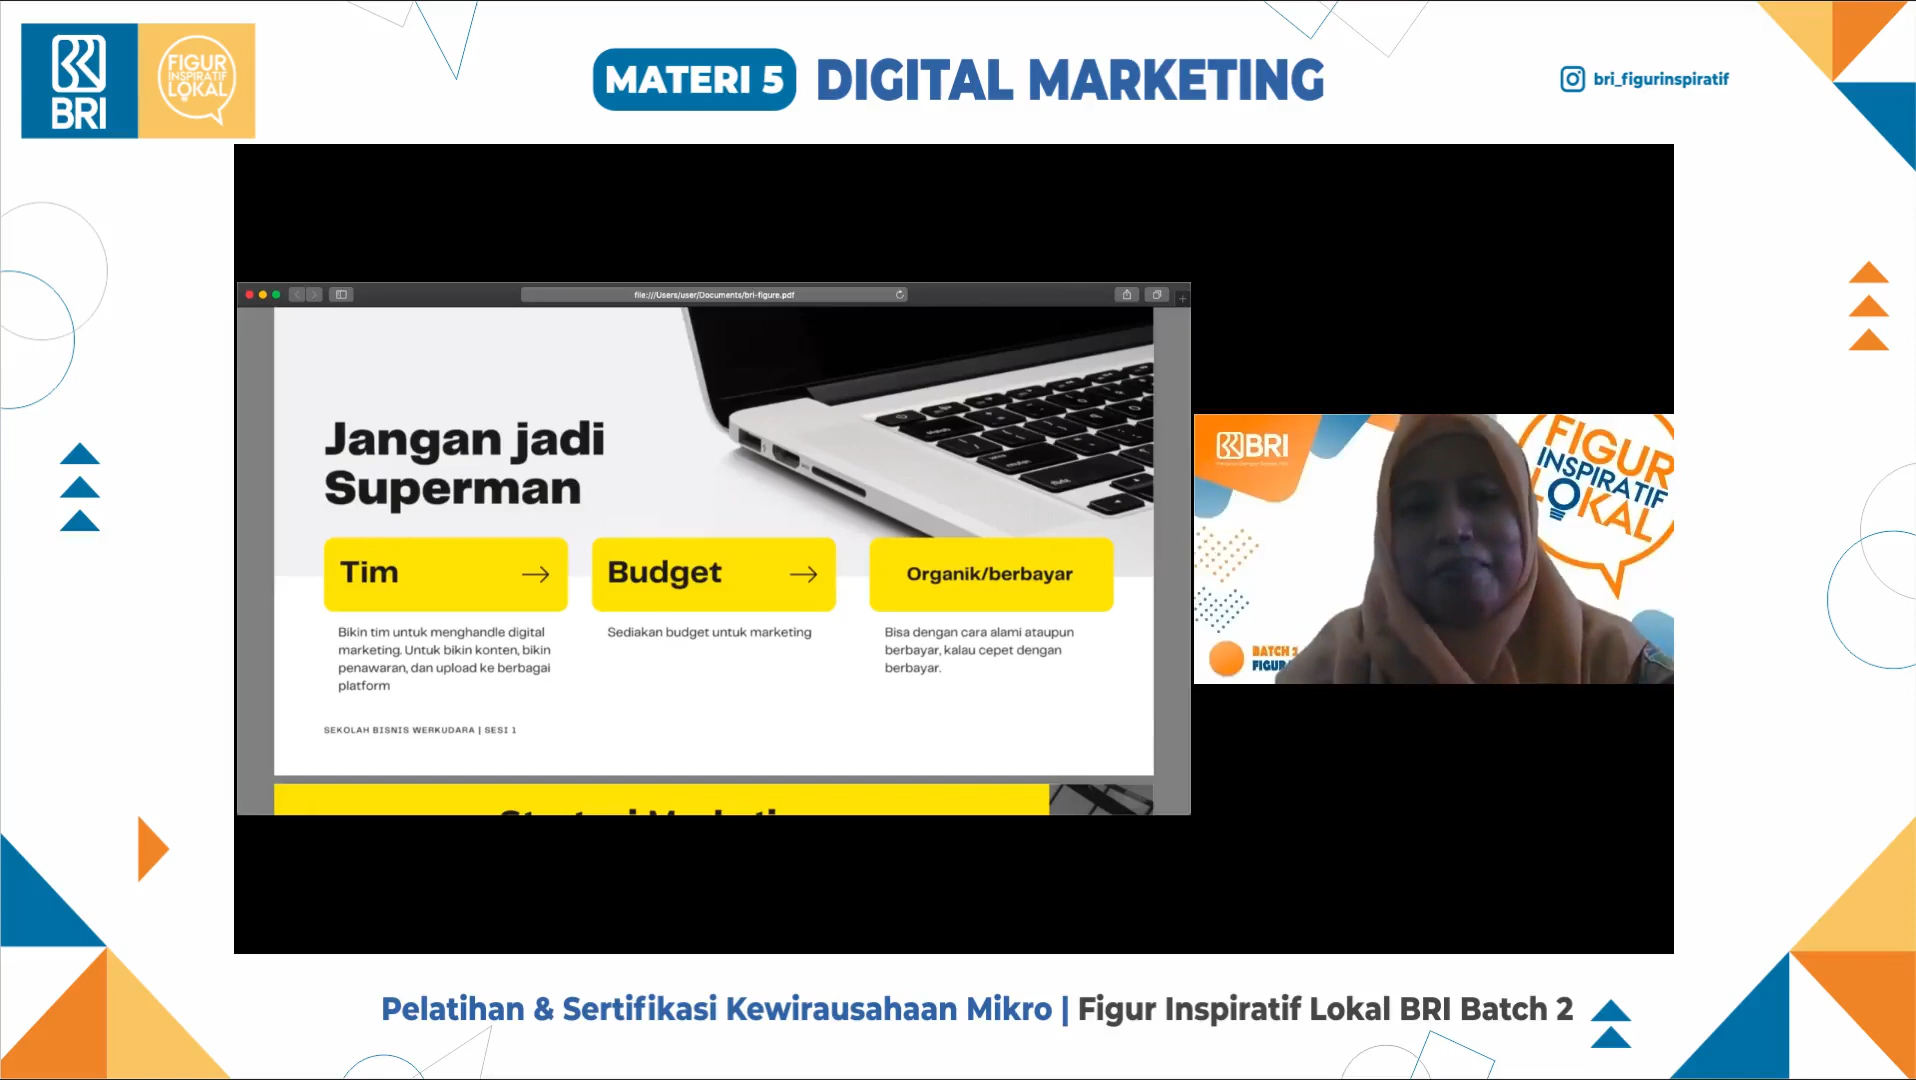 BRI
FIGUR
INSPIRATIF
LOKAL
MATERI 5 DIGITAL MARKETING
bri_figurinspiratif
file:///Users/user/Documents/bri-figure.pdf
Jangan jadi
Superman
Tim
Bikin tim untuk menghandle digital
marketing. Untuk bikin konten, bikin
penawaran, dan upload ke berbagai
platform
Budget
Sediakan budget untuk marketing
Organik/berbayar
Bisa dengan cara alami ataupun
berbayar, kalau cepet dengan
berbayar.
SEKOLAH BISNIS WERKUDARA | SESI 1
BRI
FIGUR
INSPIRATIF
LOKAL
BATCH 2
FIGUR
Pelatihan & Sertifikasi Kewirausahaan Mikro | Figur Inspiratif Lokal BRI Batch 2